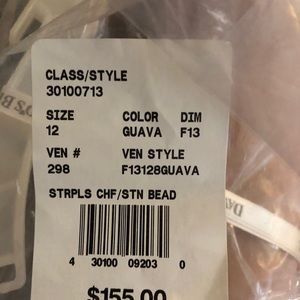 CLASS/STYLE
30100713
SIZE COLOR DIM
12 GUAVA F13
VEN # VEN STYLE
298 F13128GUAVA
STRPLS CHF/STN BEAD
4 30100 09203 0
$155.00